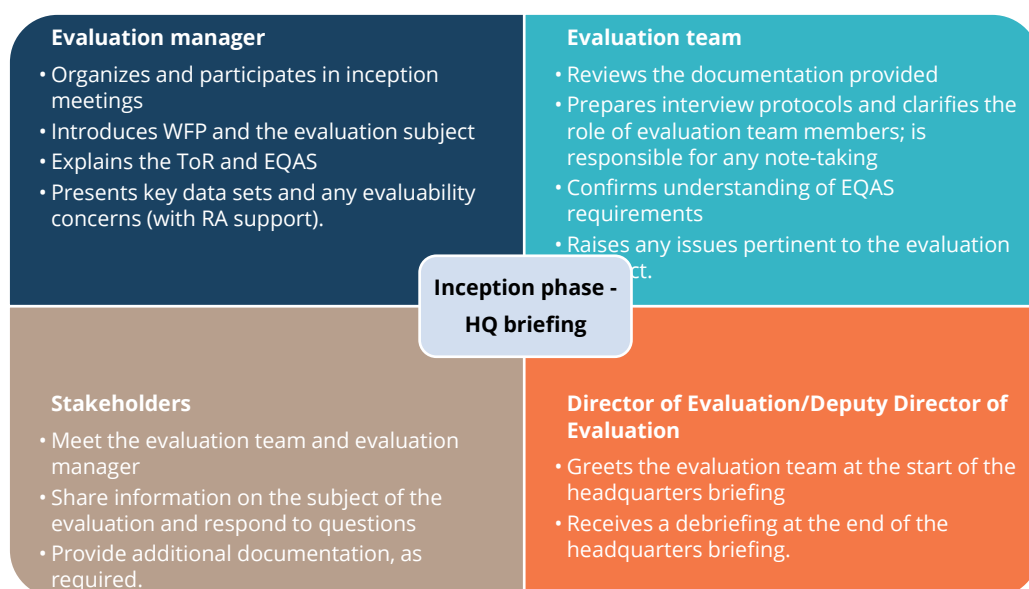 Evaluation manager
• Organizes and participates in inception
meetings
• Introduces WFP and the evaluation subject
• Explains the ToR and EQAS
• Presents key data sets and any evaluability
concerns (with RA support).
Evaluation team
• Reviews the documentation provided
• Prepares interview protocols and clarifies the
role of evaluation team members; is
responsible for any note-taking
• Confirms understanding of EQAS
requirements
• Raises any issues pertinent to the evaluation
ct.
Inception phase -
HQ briefing
Stakeholders
• Meet the evaluation team and evaluation
manager
• Share information on the subject of the
evaluation and respond to questions
• Provide additional documentation, as
required.
Director of Evaluation/Deputy Director of
Evaluation
• Greets the evaluation team at the start of the
headquarters briefing
• Receives a debriefing at the end of the
headquarters briefing.